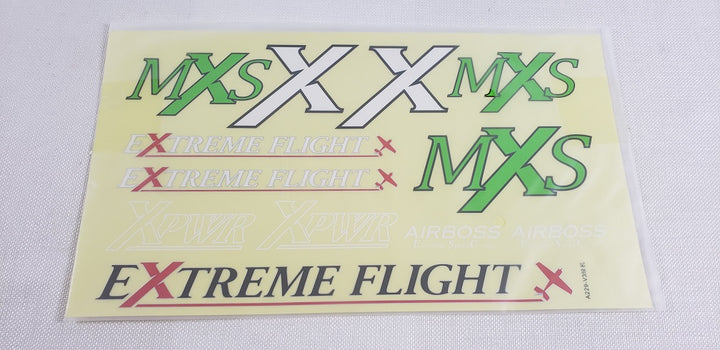 MXS X X MXS
EXTREME FLIGHT
EXTREME FLIGHT
MXS
XPWR XPWR
AIRBOSS AIRBOSS
EXTREME FLIGHT